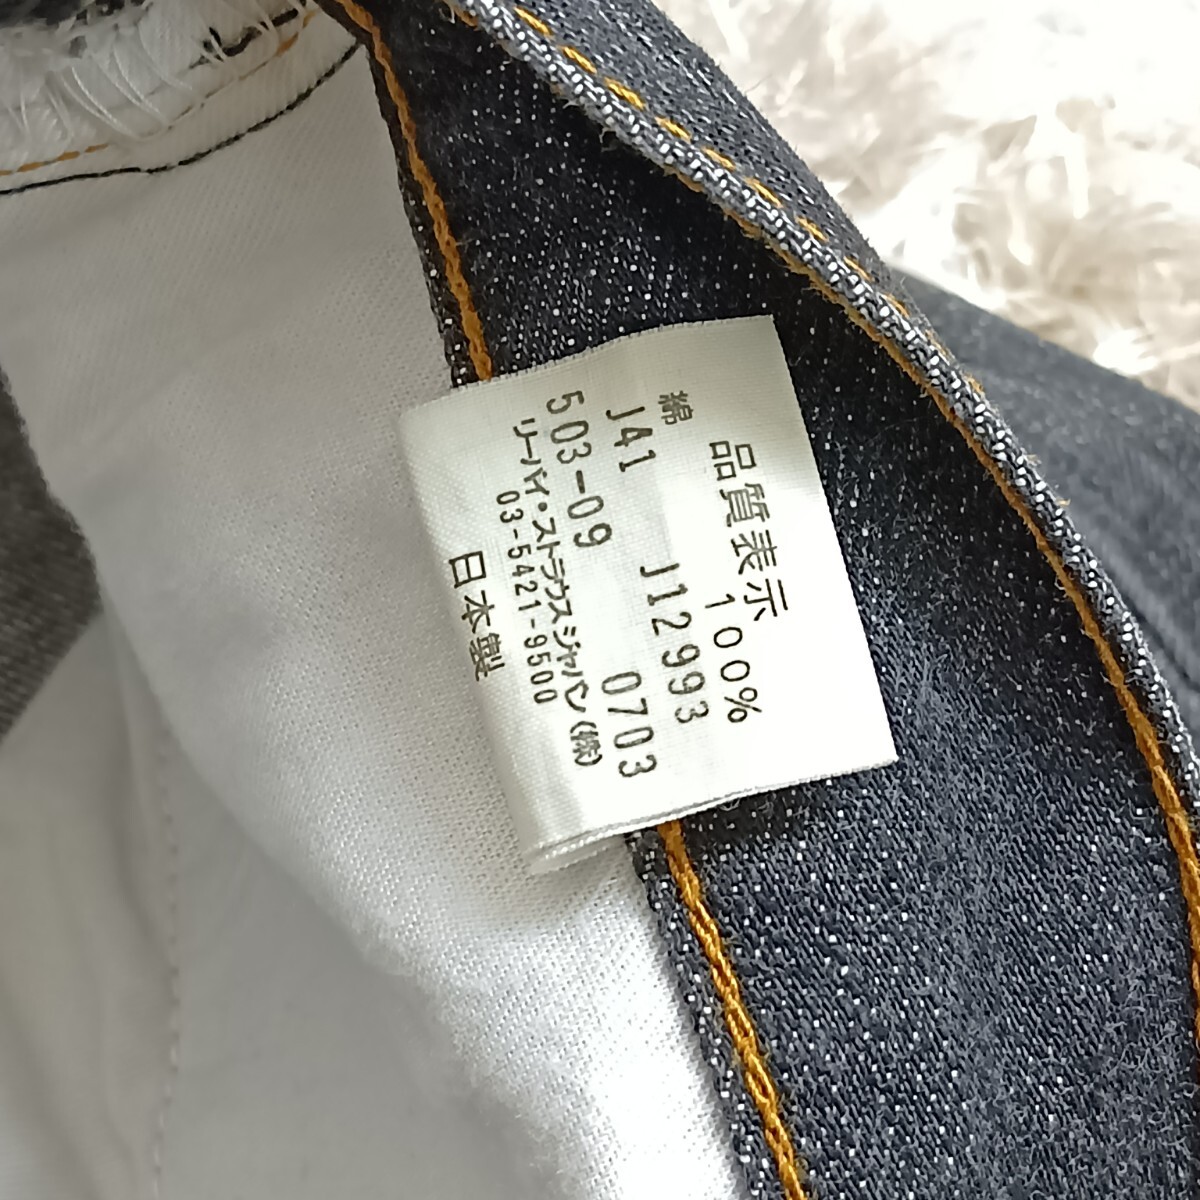 品質表示
綿 100%
J41 J12993
503-09 0703
リーバイ・ストラウスジャパン(株)
03-5421-9500
日本製